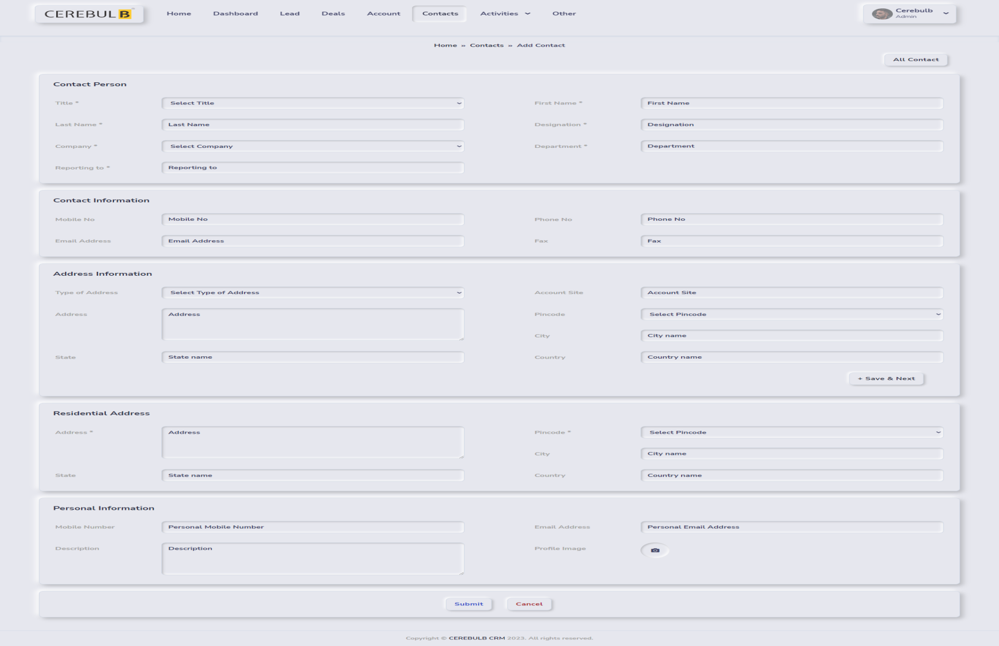 CEREBULB®
Home Dashboard Lead Deals Account Contacts Activities Other
Cerebulb
Admin
Home » Contacts » Add Contact
All Contact
Contact Person
Title * Select Title First Name * First Name
Last Name * Last Name Designation * Designation
Company * Select Company Department * Department
Reporting to * Reporting to
Contact Information
Mobile No Mobile No Phone No Phone No
Email Address Email Address Fax Fax
Address Information
Type of Address Select Type of Address Account Site Account Site
Address Address Pincode Select Pincode
City City name
State State name Country Country name
+ Save & Next
Residential Address
Address * Address Pincode * Select Pincode
City City name
State State name Country Country name
Personal Information
Mobile Number Personal Mobile Number Email Address Personal Email Address
Description Description Profile Image
Submit Cancel
Copyright © CEREBULB CRM 2023. All rights reserved.